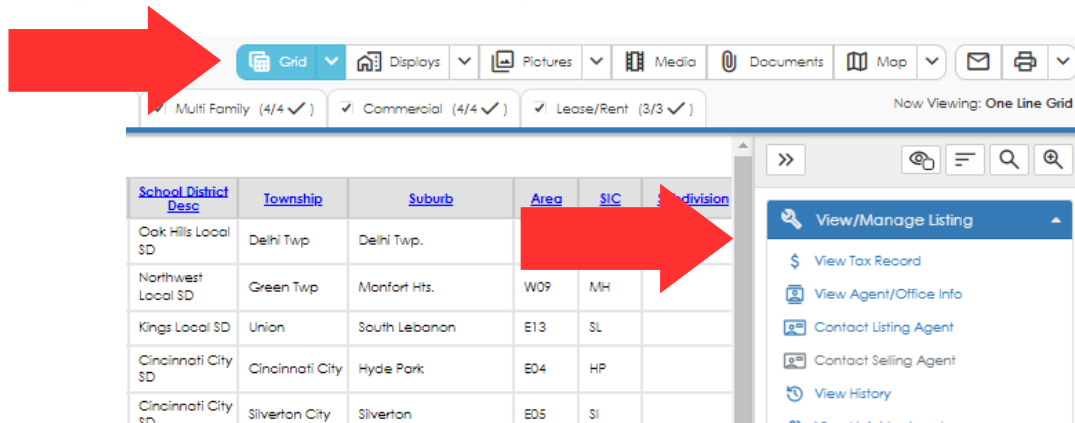 Grid Displays Pictures Media Documents Map
Multi Family (4/4 ✓) Commercial (4/4 ✓) Lease/Rent (3/3 ✓) Now Viewing: One Line Grid
School District Desc Township Suburb Area SIC Subdivision
Oak Hills Local SD Delhi Twp Delhi Twp.
Northwest Local SD Green Twp Monfort Hts. W09 MH
Kings Local SD Union South Lebanon E13 SL
Cincinnati City SD Cincinnati City Hyde Park E04 HP
Cincinnati City SD Silverton City Silverton E05 SI
View/Manage Listing
$ View Tax Record
View Agent/Office Info
Contact Listing Agent
Contact Selling Agent
View History